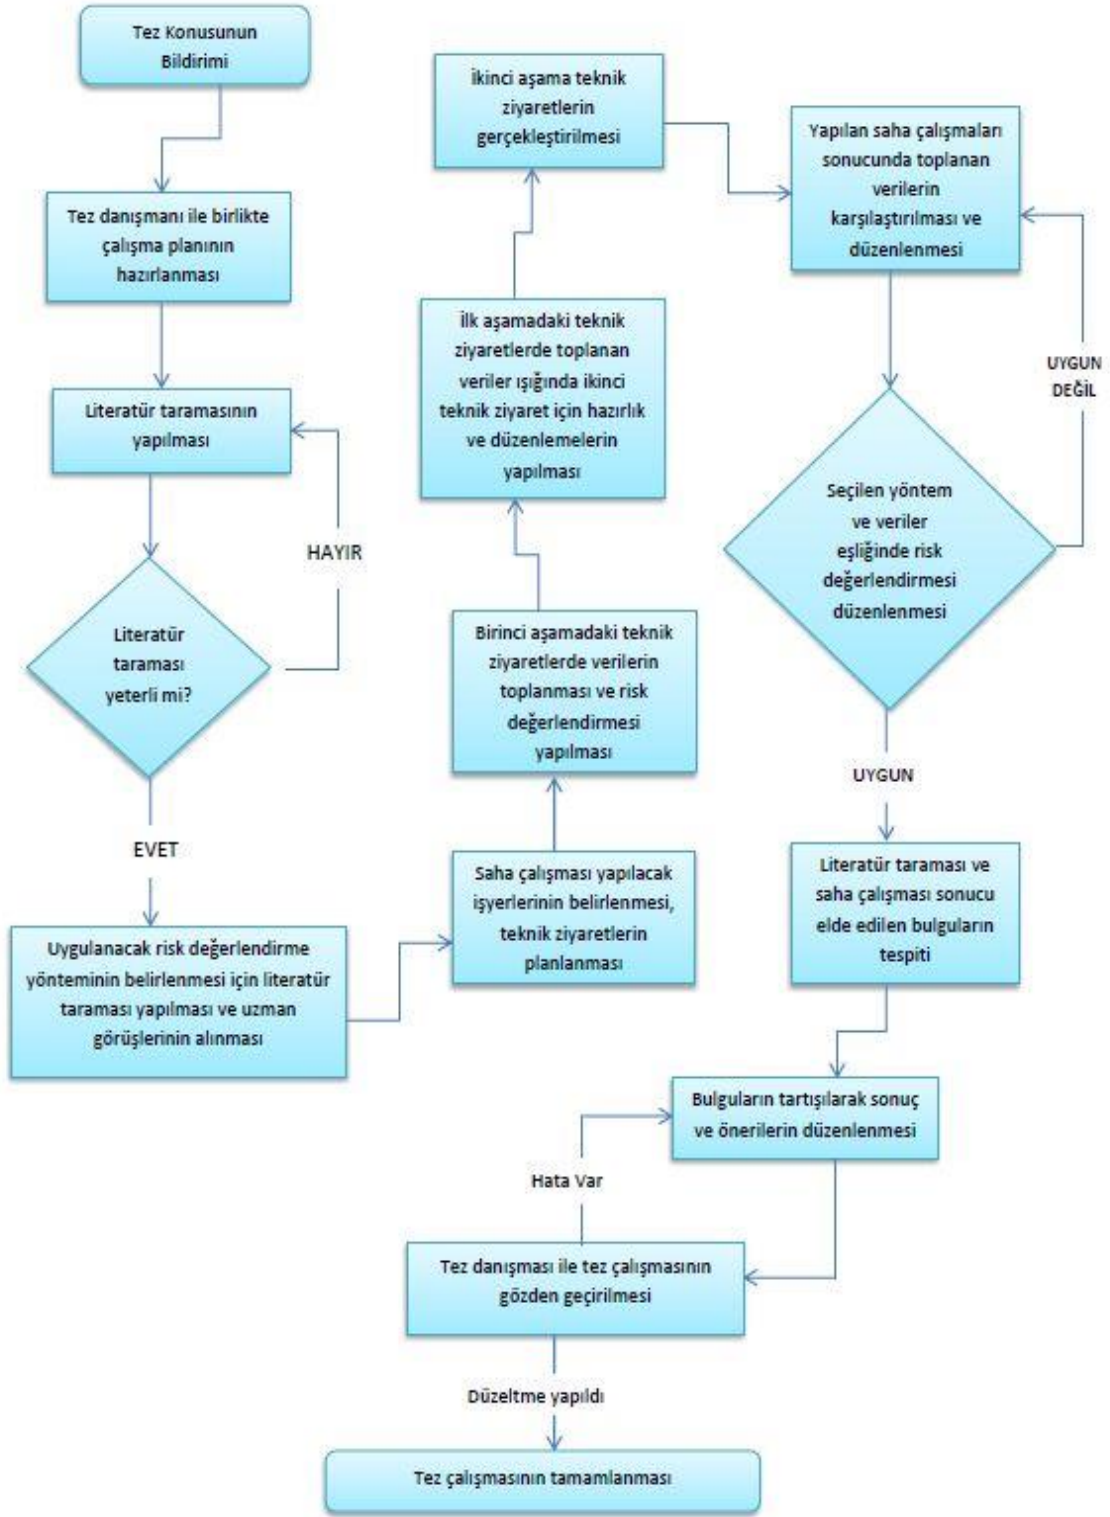 Tez Konusunun
Bildirimi
Tez danışmanı ile birlikte
çalışma planının
hazırlanması
Literatür taramasının
yapılması
HAYIR
Literatür
taraması
yeterli mi?
EVET
Uygulanacak risk değerlendirme
yönteminin belirlenmesi için literatür
taraması yapılması ve uzman
görüşlerinin alınması
Saha çalışması yapılacak
işyerlerinin belirlenmesi,
teknik ziyaretlerin
planlanması
Birinci aşamadaki teknik
ziyaretlerde verilerin
toplanması ve risk
değerlendirmesi
yapılması
İlk aşamadaki teknik
ziyaretlerde toplanan
veriler ışığında ikinci
teknik ziyaret için hazırlık
ve düzenlemelerin
yapılması
İkinci aşama teknik
ziyaretlerin
gerçekleştirilmesi
Yapılan saha çalışmaları
sonucunda toplanan
verilerin
karşılaştırılması ve
düzenlenmesi
UYGUN
DEĞİL
Seçilen yöntem
ve veriler
eşliğinde risk
değerlendirmesi
düzenlenmesi
UYGUN
Literatür taraması ve
saha çalışması sonucu
elde edilen bulguların
tespiti
Bulguların tartışılarak sonuç
ve önerilerin düzenlenmesi
Hata Var
Tez danışması ile tez çalışmasının
gözden geçirilmesi
Düzeltme yapıldı
Tez çalışmasının tamamlanması